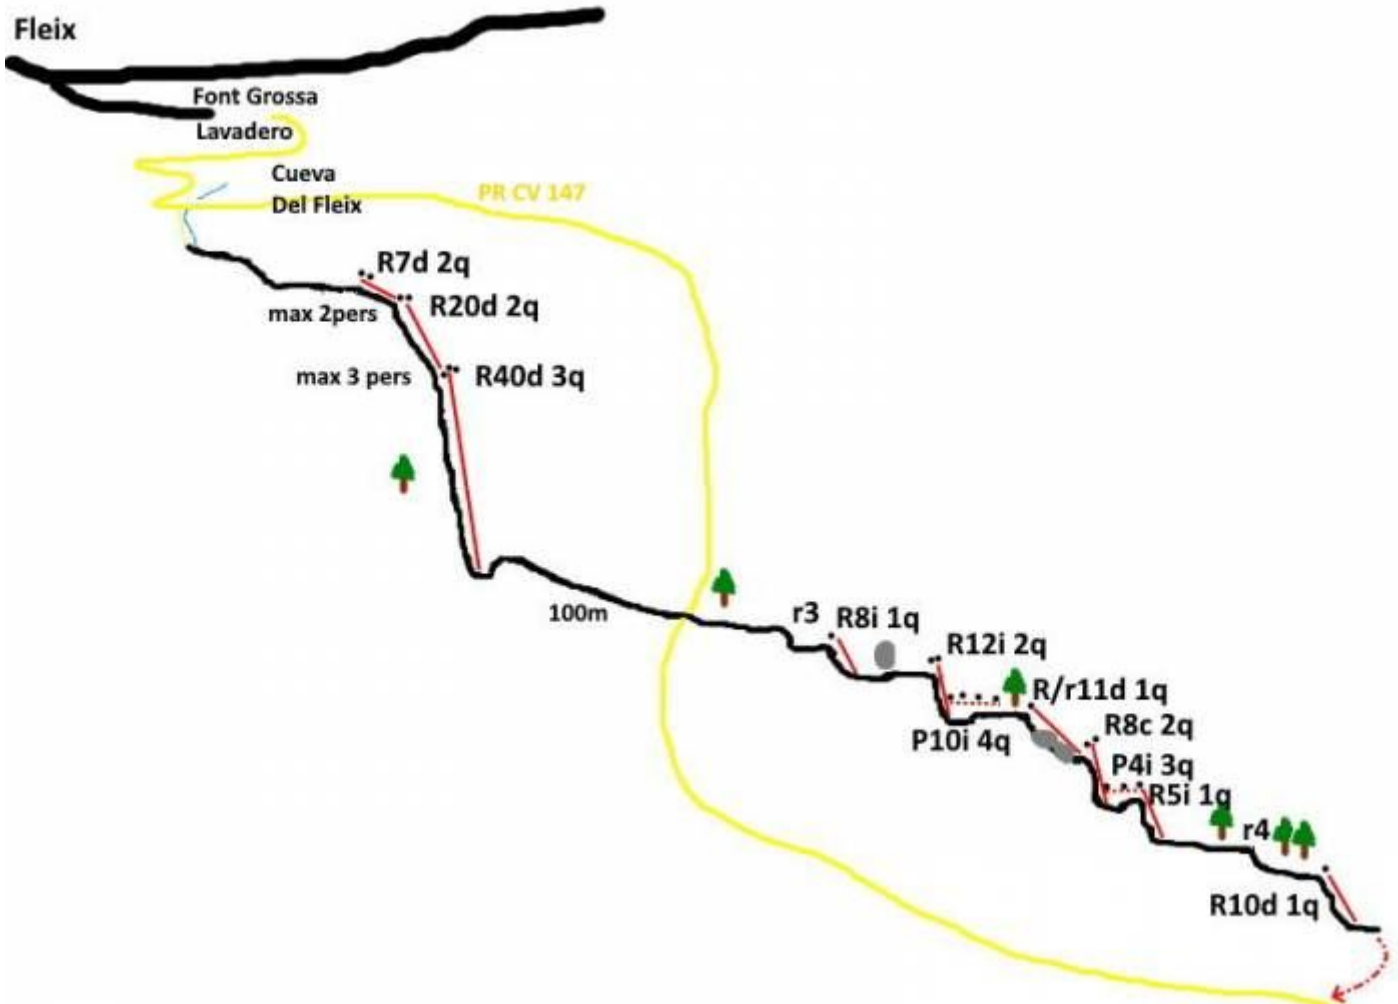 Fleix
Font Grossa
Lavadero
Cueva
Del Fleix
PR CV 147
R7d 2q
max 2pers
R20d 2q
max 3 pers
R40d 3q
100m
r3
R8i 1q
R12i 2q
R/r11d 1q
P10i 4q
R8c 2q
P4i 3q
R5i 1q
r4
R10d 1q